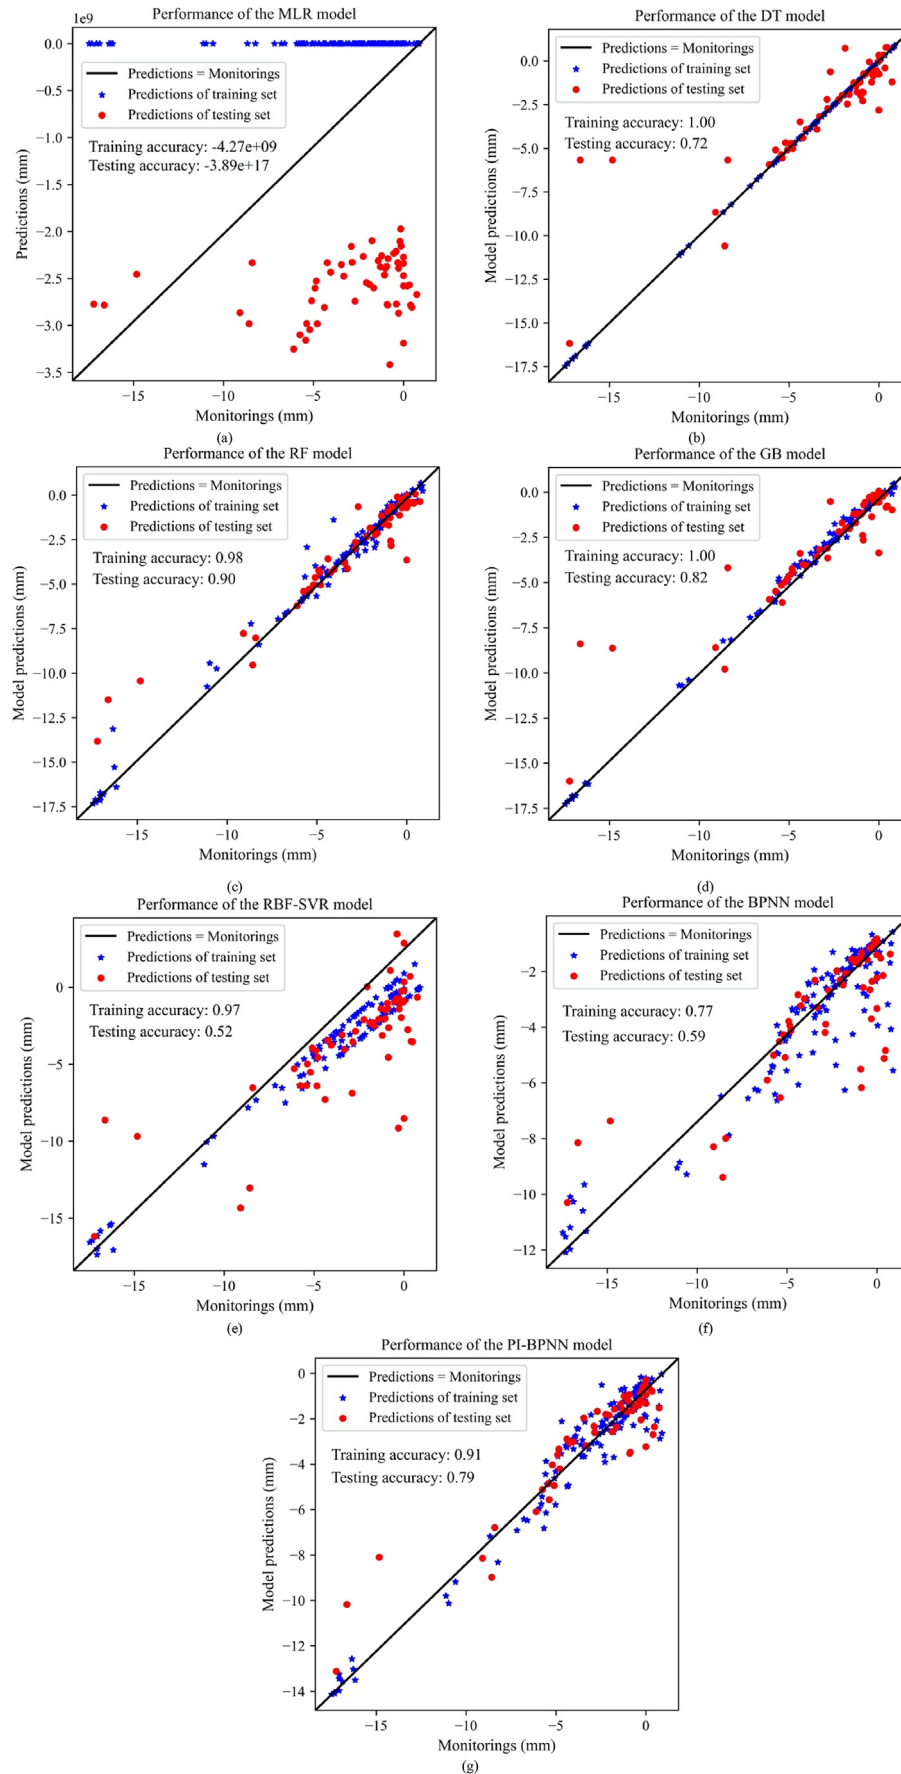 Performance of the MLR model
1e9
0.0
−0.5
−1.0
−1.5
−2.0
−2.5
−3.0
−3.5
Predictions (mm)
Predictions = Monitorings
Predictions of training set
Predictions of testing set
Training accuracy: -4.27e+09
Testing accuracy: -3.89e+17
−15 −10 −5 0
Monitorings (mm)
(a)
Performance of the DT model
0.0
−2.5
−5.0
−7.5
−10.0
−12.5
−15.0
−17.5
Model predictions (mm)
Predictions = Monitorings
Predictions of training set
Predictions of testing set
Training accuracy: 1.00
Testing accuracy: 0.72
−15 −10 −5 0
Monitorings (mm)
(b)
Performance of the RF model
0.0
−2.5
−5.0
−7.5
−10.0
−12.5
−15.0
−17.5
Model predictions (mm)
Predictions = Monitorings
Predictions of training set
Predictions of testing set
Training accuracy: 0.98
Testing accuracy: 0.90
−15 −10 −5 0
Monitorings (mm)
(c)
Performance of the GB model
0.0
−2.5
−5.0
−7.5
−10.0
−12.5
−15.0
−17.5
Model predictions (mm)
Predictions = Monitorings
Predictions of training set
Predictions of testing set
Training accuracy: 1.00
Testing accuracy: 0.82
−15 −10 −5 0
Monitorings (mm)
(d)
Performance of the RBF-SVR model
0
−5
−10
−15
Model predictions (mm)
Predictions = Monitorings
Predictions of training set
Predictions of testing set
Training accuracy: 0.97
Testing accuracy: 0.52
−15 −10 −5 0
Monitorings (mm)
(e)
Performance of the BPNN model
−2
−4
−6
−8
−10
−12
Model predictions (mm)
Predictions = Monitorings
Predictions of training set
Predictions of testing set
Training accuracy: 0.77
Testing accuracy: 0.59
−15 −10 −5 0
Monitorings (mm)
(f)
Performance of the PI-BPNN model
0
−2
−4
−6
−8
−10
−12
−14
Model predictions (mm)
Predictions = Monitorings
Predictions of training set
Predictions of testing set
Training accuracy: 0.91
Testing accuracy: 0.79
−15 −10 −5 0
Monitorings (mm)
(g)